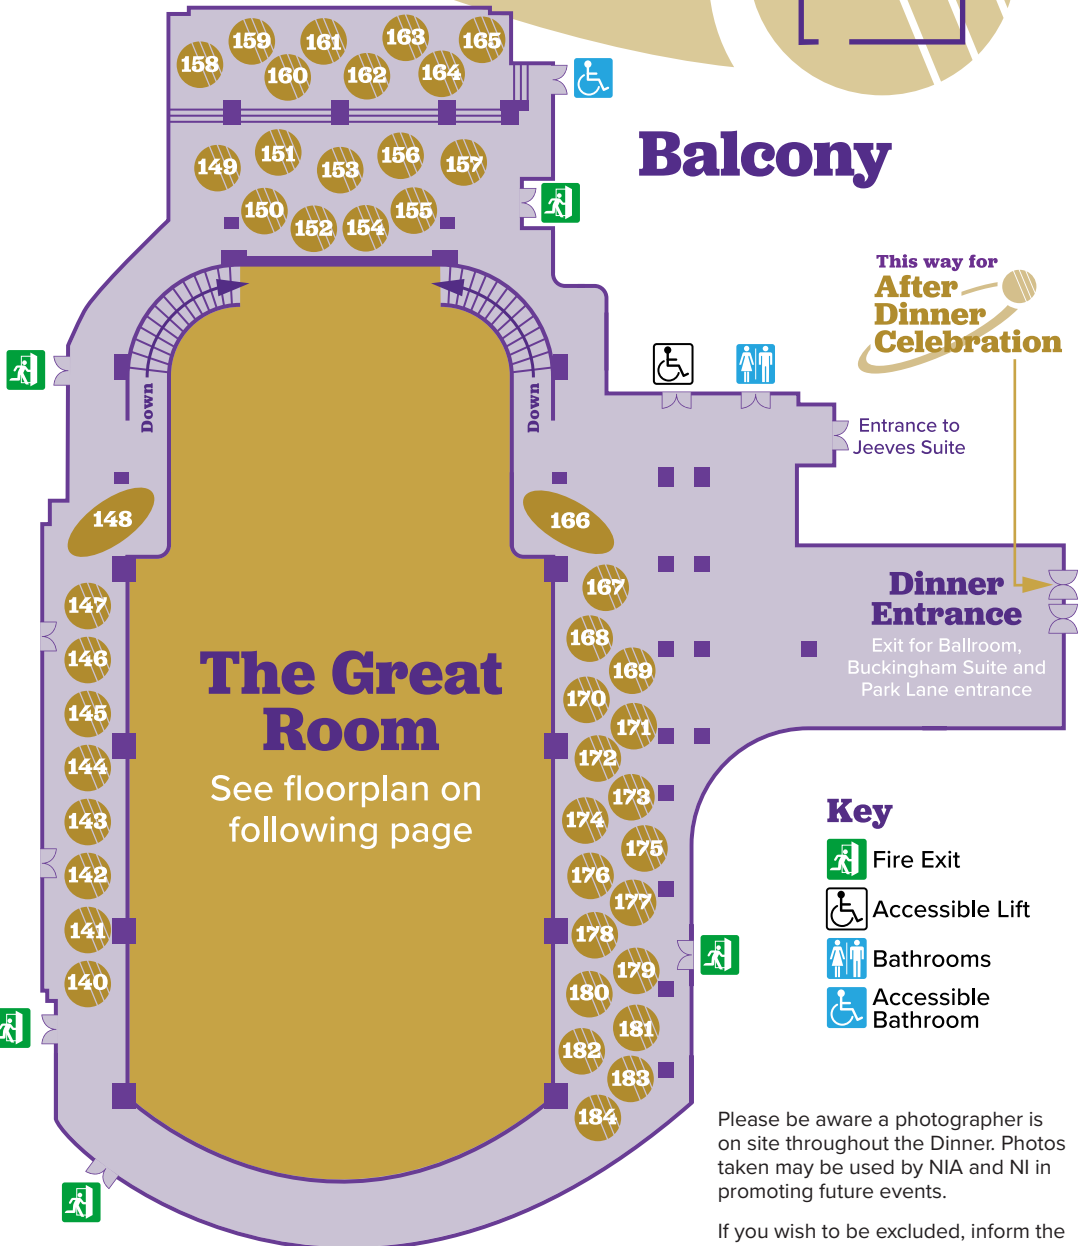 159
161
163
165
158
160
162
164
Balcony
149
151
153
156
157
150
152
154
155
This way for
After
Dinner
Celebration
Down
Down
Entrance to
Jeeves Suite
148
166
147
146
145
144
143
142
141
140
The Great
Room
See floorplan on
following page
167
168
169
170
171
172
173
174
175
176
177
178
179
180
181
182
183
184
Dinner
Entrance
Exit for Ballroom,
Buckingham Suite and
Park Lane entrance
Key
Fire Exit
Accessible Lift
Bathrooms
Accessible
Bathroom
Please be aware a photographer is
on site throughout the Dinner. Photos
taken may be used by NIA and NI in
promoting future events.
If you wish to be excluded, inform the